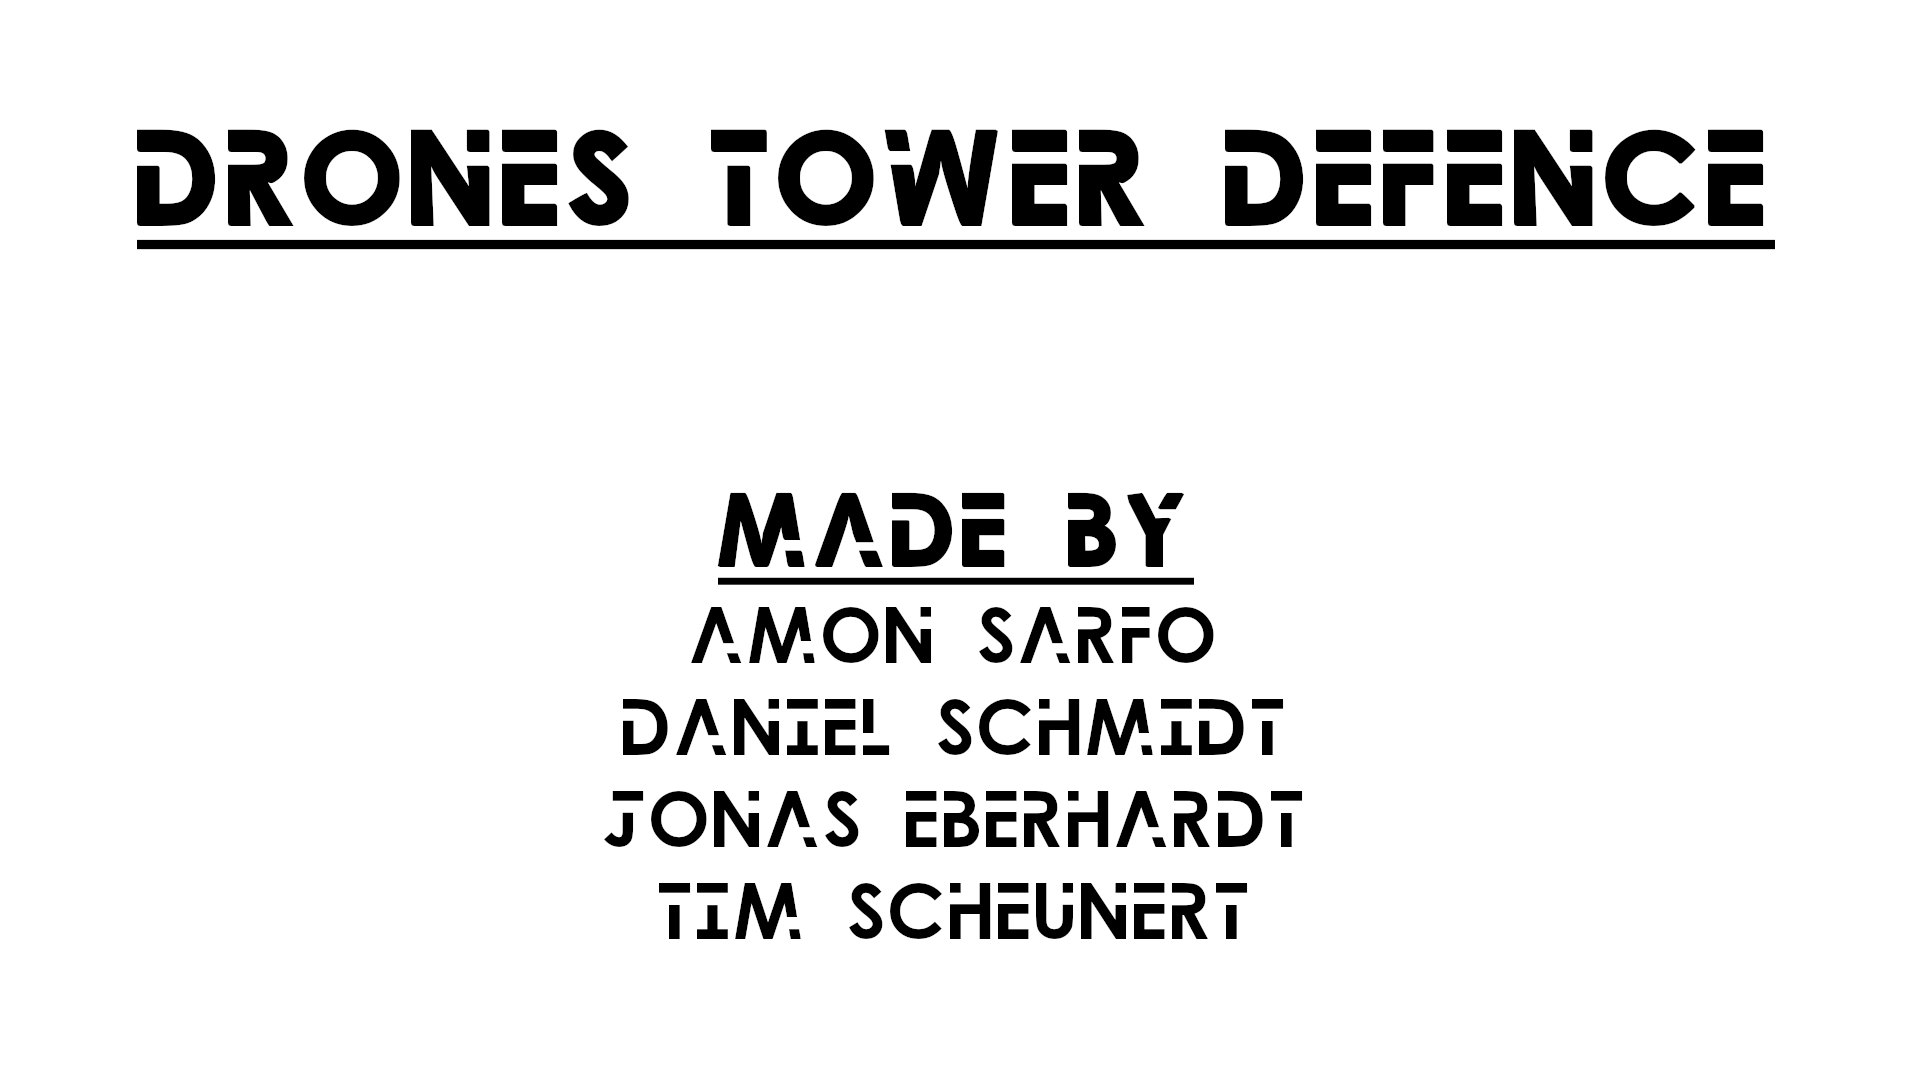 DRONES TOWER DEFENCE
MADE BY
AMON SARFO
DANIEL SCHMIDT
JONAS EBERHARDT
TIM SCHEUNERT